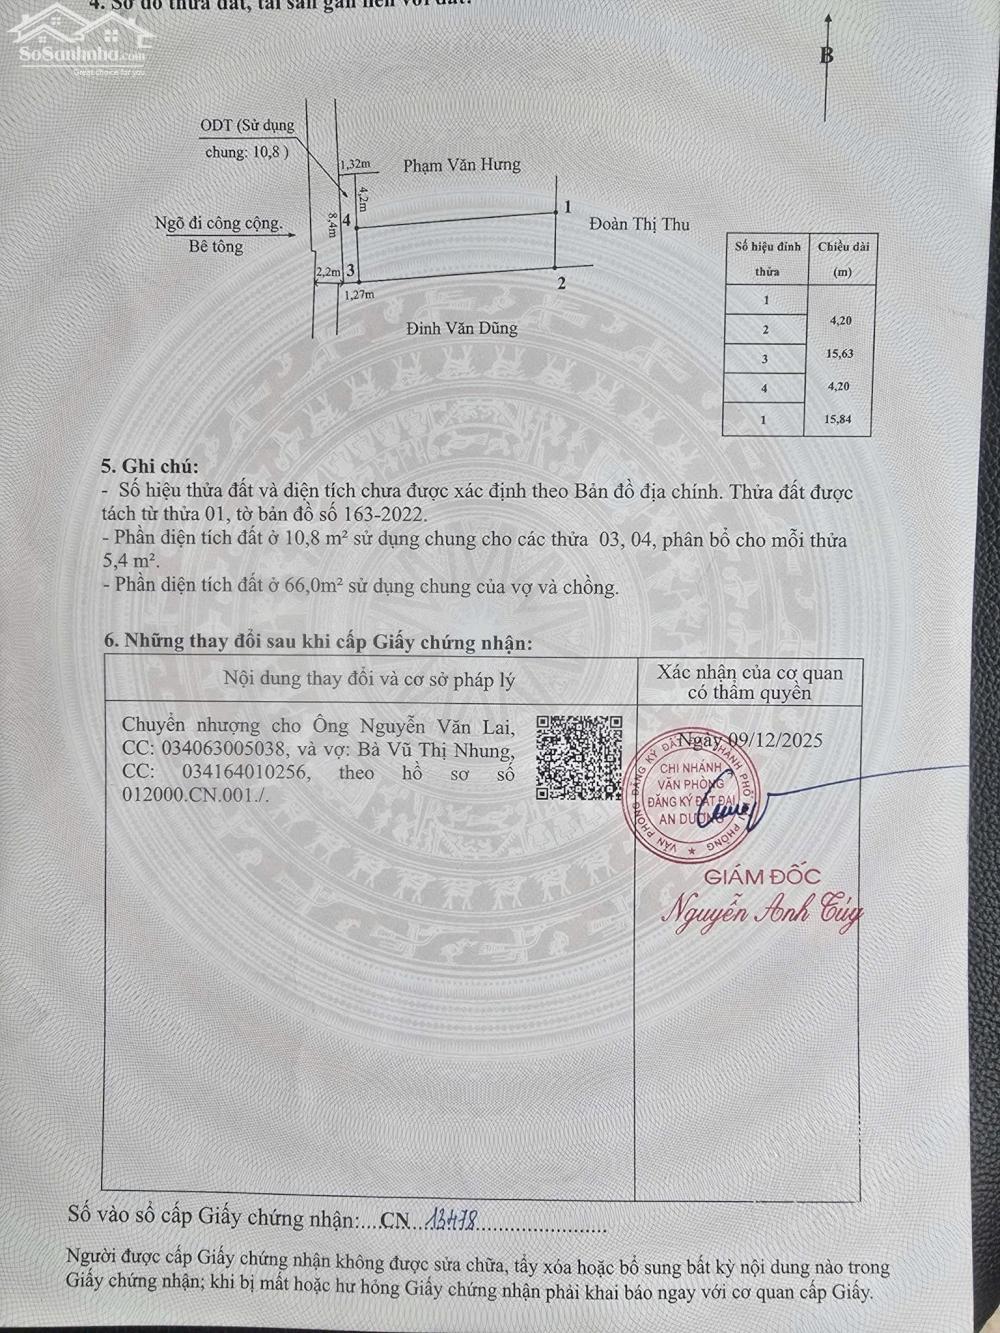 4. Sơ đồ thửa đất, tài sản gắn liền với đất:
SoSanhnha.com
Great choice for you
B
ODT (Sử dụng
chung: 10,8 )
1,32m
Phạm Văn Hưng
4,2m
8,4m
4
1
Đoàn Thị Thu
Ngõ đi công cộng.
Bê tông
2,2m
3
1,27m
2
Đinh Văn Dũng
Số hiệu đỉnh thửa
Chiều dài (m)
1
4,20
2
15,63
3
4,20
4
15,84
1
5. Ghi chú:
- Số hiệu thửa đất và diện tích chưa được xác định theo Bản đồ địa chính. Thửa đất được
tách từ thửa 01, tờ bản đồ số 163-2022.
- Phần diện tích đất ở 10,8 m² sử dụng chung cho các thửa 03, 04, phân bổ cho mỗi thửa
5,4 m².
- Phần diện tích đất ở 66,0m² sử dụng chung của vợ và chồng.
6. Những thay đổi sau khi cấp Giấy chứng nhận:
Nội dung thay đổi và cơ sở pháp lý
Xác nhận của cơ quan
có thẩm quyền
Chuyển nhượng cho Ông Nguyễn Văn Lai,
CC: 034063005038, và vợ: Bà Vũ Thị Nhung,
CC: 034164010256, theo hồ sơ số
012000.CN.001./.
Ngày 09/12/2025
CHI NHÁNH
VĂN PHÒNG
ĐĂNG KÝ ĐẤT ĐAI
AN DƯƠNG
GIÁM ĐỐC
Nguyễn Anh
Số vào sổ cấp Giấy chứng nhận:....CN...13478
Người được cấp Giấy chứng nhận không được sửa chữa, tẩy xóa hoặc bổ sung bất kỳ nội dung nào trong
Giấy chứng nhận; khi bị mất hoặc hư hỏng Giấy chứng nhận phải khai báo ngay với cơ quan cấp Giấy.